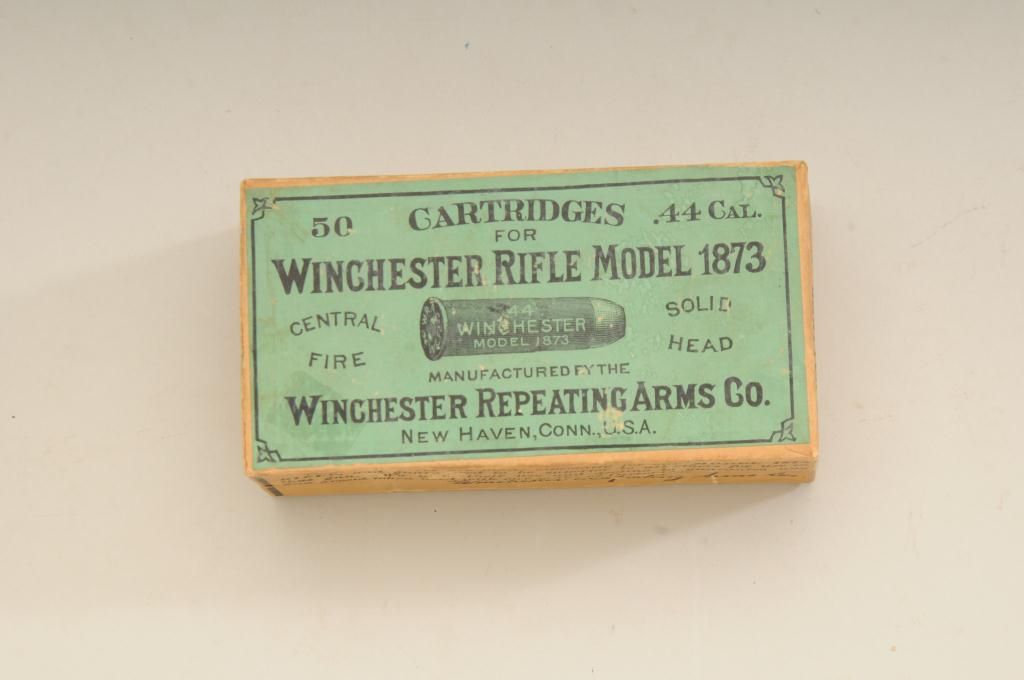 50 CARTRIDGES .44 CAL.
FOR
WINCHESTER RIFLE MODEL 1873
CENTRAL FIRE
44
WINCHESTER
MODEL 1873
SOLID HEAD
MANUFACTURED BY THE
WINCHESTER REPEATING ARMS CO.
NEW HAVEN, CONN., U.S.A.